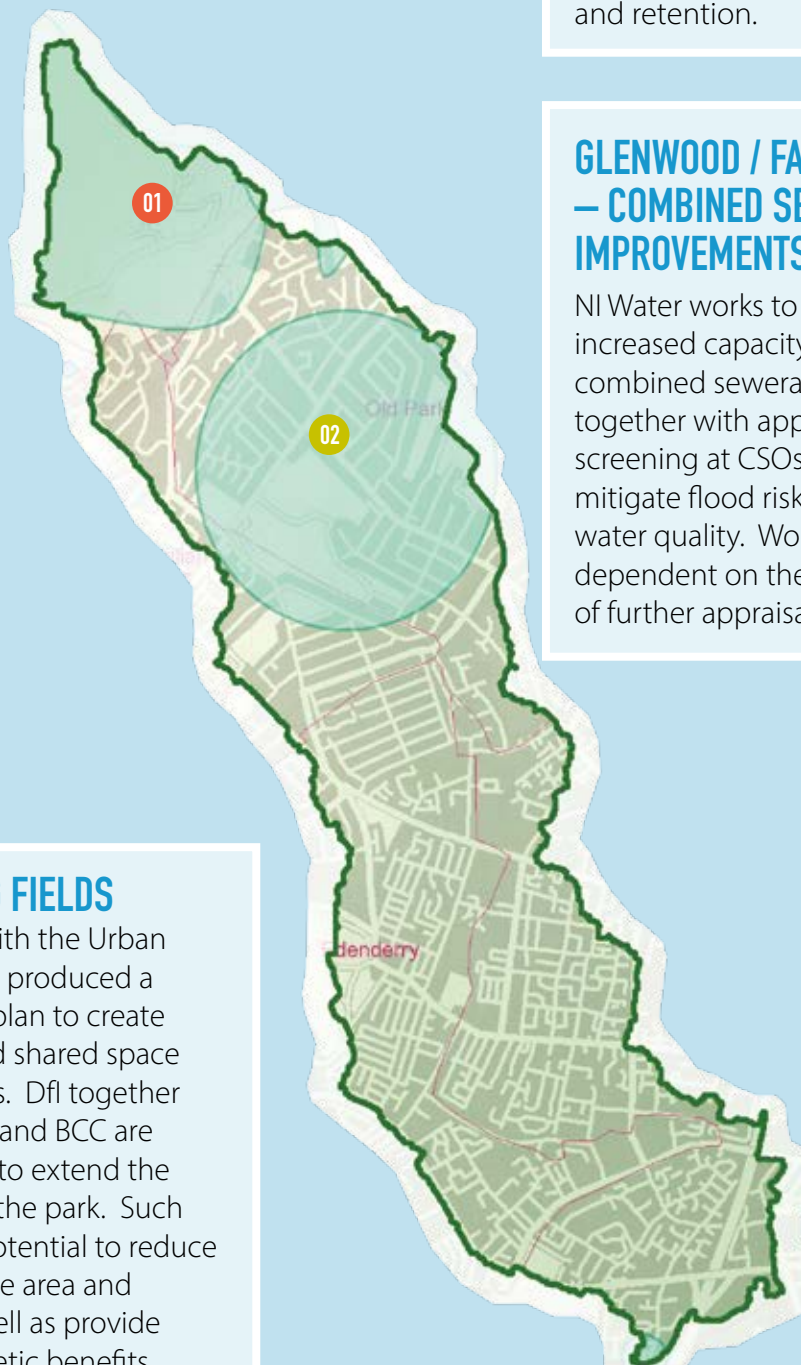 and retention.
GLENWOOD / FA
– COMBINED SE
IMPROVEMENTS
NI Water works to
increased capacity
combined sewera
together with app
screening at CSOs
mitigate flood risk
water quality. Wo
dependent on the
of further appraisa
01
02
Old Park
denderry
FIELDS
ith the Urban
produced a
plan to create
d shared space
s. DfI together
and BCC are
to extend the
the park. Such
otential to reduce
e area and
ell as provide
etic benefits